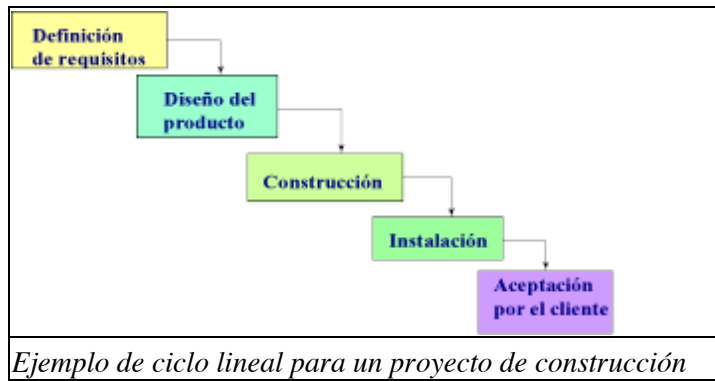 Definición
de requisitos
Diseño del
producto
Construcción
Instalación
Aceptación
por el cliente
Ejemplo de ciclo lineal para un proyecto de construcción